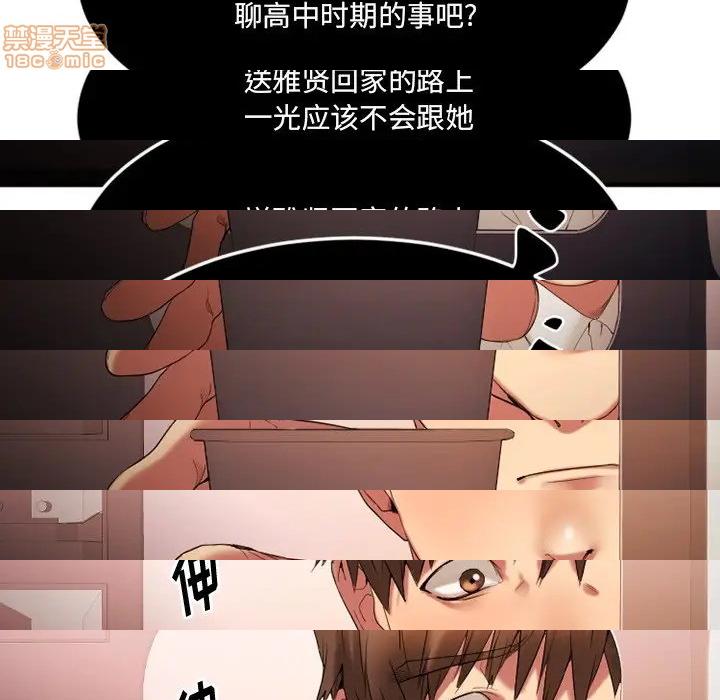 禁漫天堂
18comic
聊高中时期的事吧?
送雅贤回家的路上
一光应该不会跟她
伸